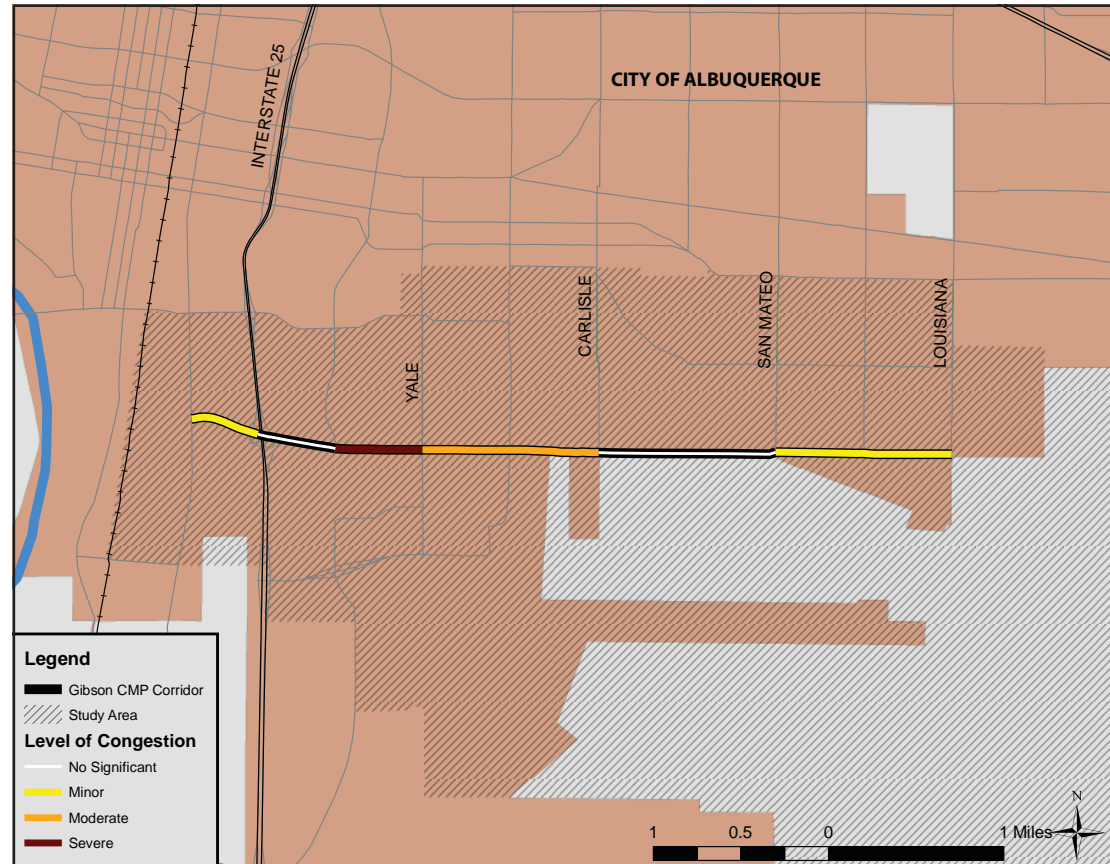 CITY OF ALBUQUERQUE
INTERSTATE 25
YALE
CARLISLE
SAN MATEO
LOUISIANA
Legend
Gibson CMP Corridor
Study Area
Level of Congestion
No Significant
Minor
Moderate
Severe
1 0.5 0 1 Miles
N